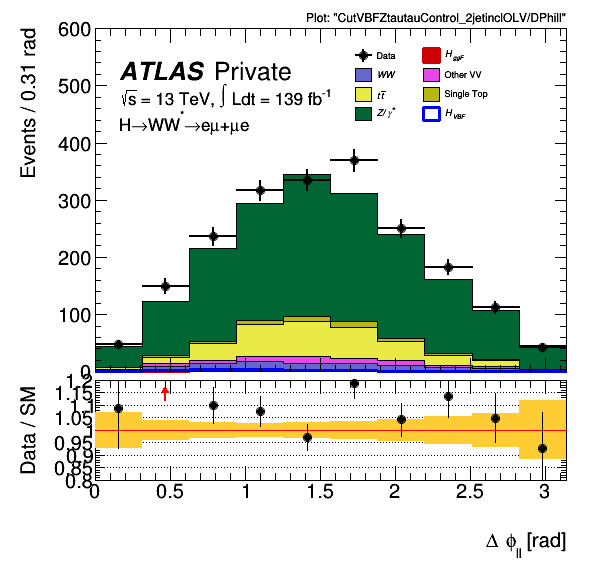 Plot: "CutVBFZtautauControl_2jetinclOLV/DPhill"
Events / 0.31 rad
600
500
400
300
200
100
0
ATLAS Private
√s = 13 TeV, ∫ Ldt = 139 fb⁻¹
H→WW*→eμ+μe
Data
H_ggF
WW
Other VV
tt̅
Single Top
Z/γ*
H_VBF
Data / SM
1.2
1.15
1.1
1.05
1
0.95
0.9
0.85
0.8
0
0.5
1
1.5
2
2.5
3
Δ ϕ_ll [rad]